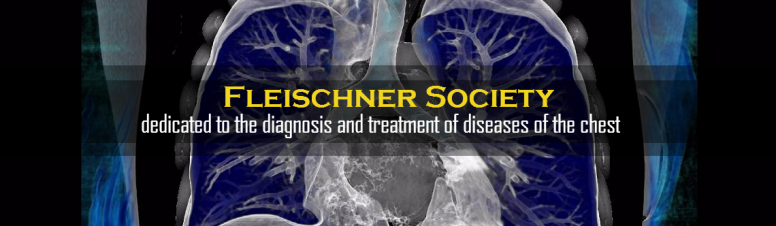 Fleischner Society
dedicated to the diagnosis and treatment of diseases of the chest